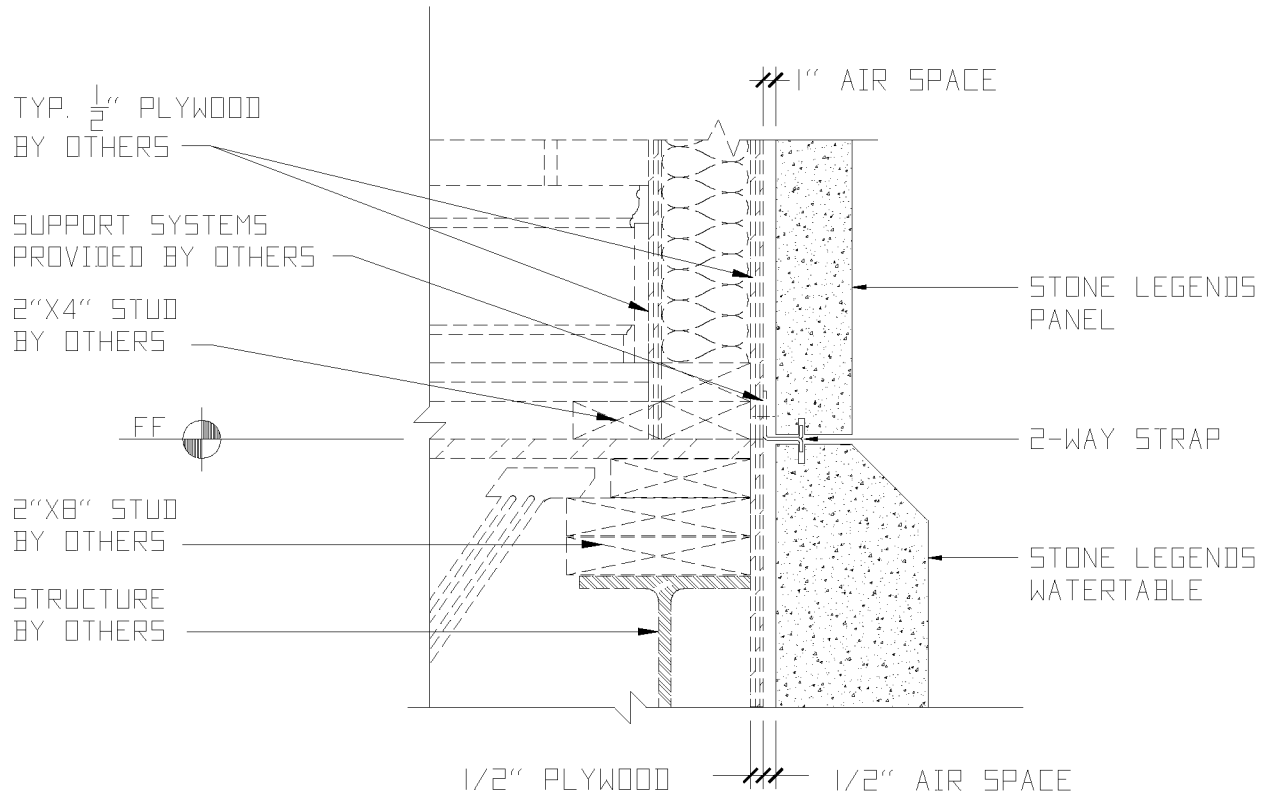 1" AIR SPACE
TYP. 1/2" PLYWOOD
BY OTHERS
SUPPORT SYSTEMS
PROVIDED BY OTHERS
2"X4" STUD
BY OTHERS
STONE LEGENDS
PANEL
FF
2-WAY STRAP
2"X8" STUD
BY OTHERS
STONE LEGENDS
WATERTABLE
STRUCTURE
BY OTHERS
1/2" PLYWOOD
1/2" AIR SPACE